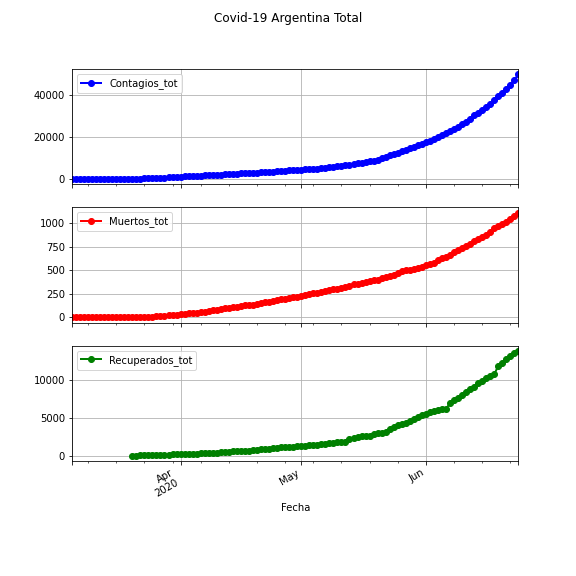 Covid-19 Argentina Total
Contagios_tot
40000
20000
0
Muertos_tot
1000
750
500
250
0
Recuperados_tot
10000
5000
0
Apr
2020
May
Jun
Fecha